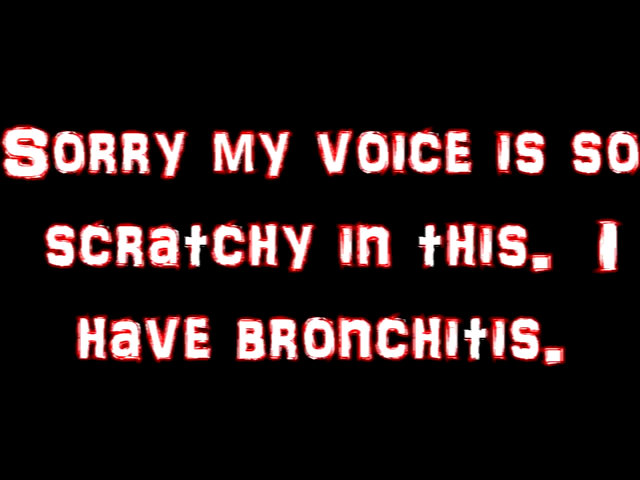 Sorry my voice is so
scratchy in this.  I
have bronchitis.